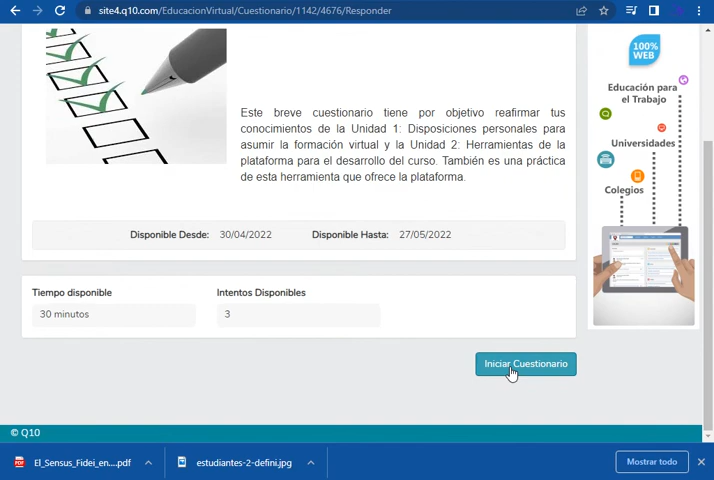 site4.q10.com/EducacionVirtual/Cuestionario/1142/4676/Responder
100%
WEB
Educación para
el Trabajo
Universidades
Colegios
Este breve cuestionario tiene por objetivo reafirmar tus
conocimientos de la Unidad 1: Disposiciones personales para
asumir la formación virtual y la Unidad 2: Herramientas de la
plataforma para el desarrollo del curso. También es una práctica
de esta herramienta que ofrece la plataforma.
Disponible Desde: 30/04/2022 Disponible Hasta: 27/05/2022
Tiempo disponible Intentos Disponibles
30 minutos 3
Iniciar Cuestionario
© Q10
El_Sensus_Fidei_en....pdf estudiantes-2-defini.jpg Mostrar todo